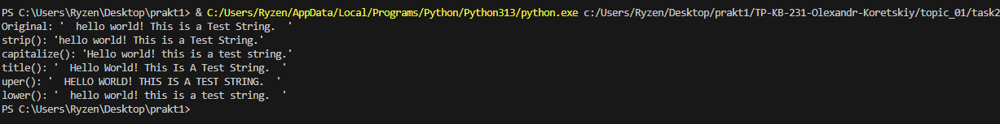 PS C:\Users\Ryzen\Desktop\prakt1> & C:/Users/Ryzen/AppData/Local/Programs/Python/Python313/python.exe c:/Users/Ryzen/Desktop/prakt1/TP-KB-231-Olexandr-Koretskiy/topic_01/task2
Original: '  hello world! This is a Test String.  '
strip(): 'hello world! This is a Test String.'
capitalize(): 'Hello world! this is a test string.'
title(): '  Hello World! This Is A Test String.  '
uper(): '  HELLO WORLD! THIS IS A TEST STRING.  '
lower(): '  hello world! this is a test string.  '
PS C:\Users\Ryzen\Desktop\prakt1>